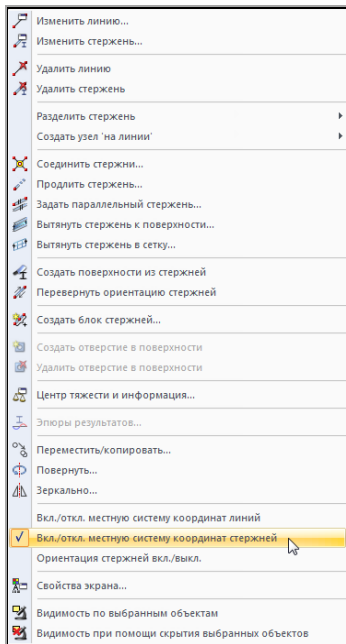 Изменить линию...
Изменить стержень...
Удалить линию
Удалить стержень
Разделить стержень
Создать узел 'на линии'
Соединить стержни...
Продлить стержень...
Задать параллельный стержень...
Вытянуть стержень к поверхности...
Вытянуть стержень в сетку...
Создать поверхности из стержней
Перевернуть ориентацию стержней
Создать блок стержней...
Создать отверстие в поверхности
Удалить отверстие в поверхности
Центр тяжести и информация...
Эпюры результатов...
Переместить/копировать...
Повернуть...
Зеркально...
Вкл./откл. местную систему координат линий
Вкл./откл. местную систему координат стержней
Ориентация стержней вкл./выкл.
Свойства экрана...
Видимость по выбранным объектам
Видимость при помощи скрытия выбранных объектов